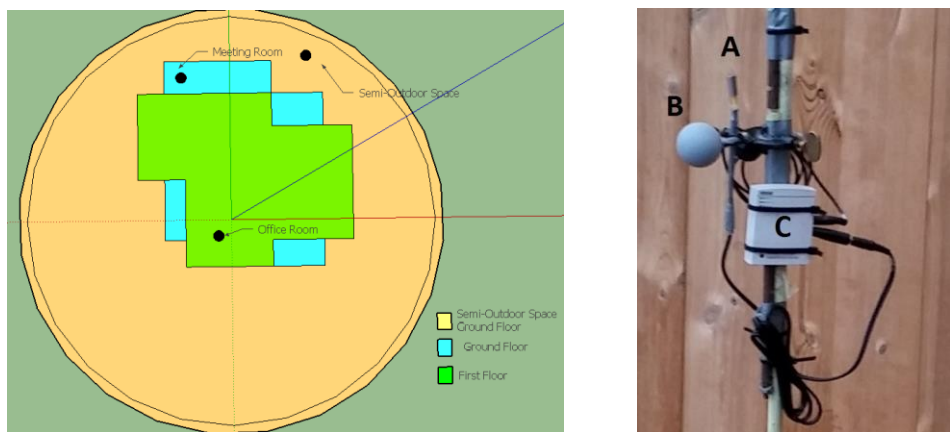 Meeting Room
Semi-Outdoor Space
Office Room
Semi-Outdoor Space
Ground Floor
Ground Floor
First Floor
A
B
C